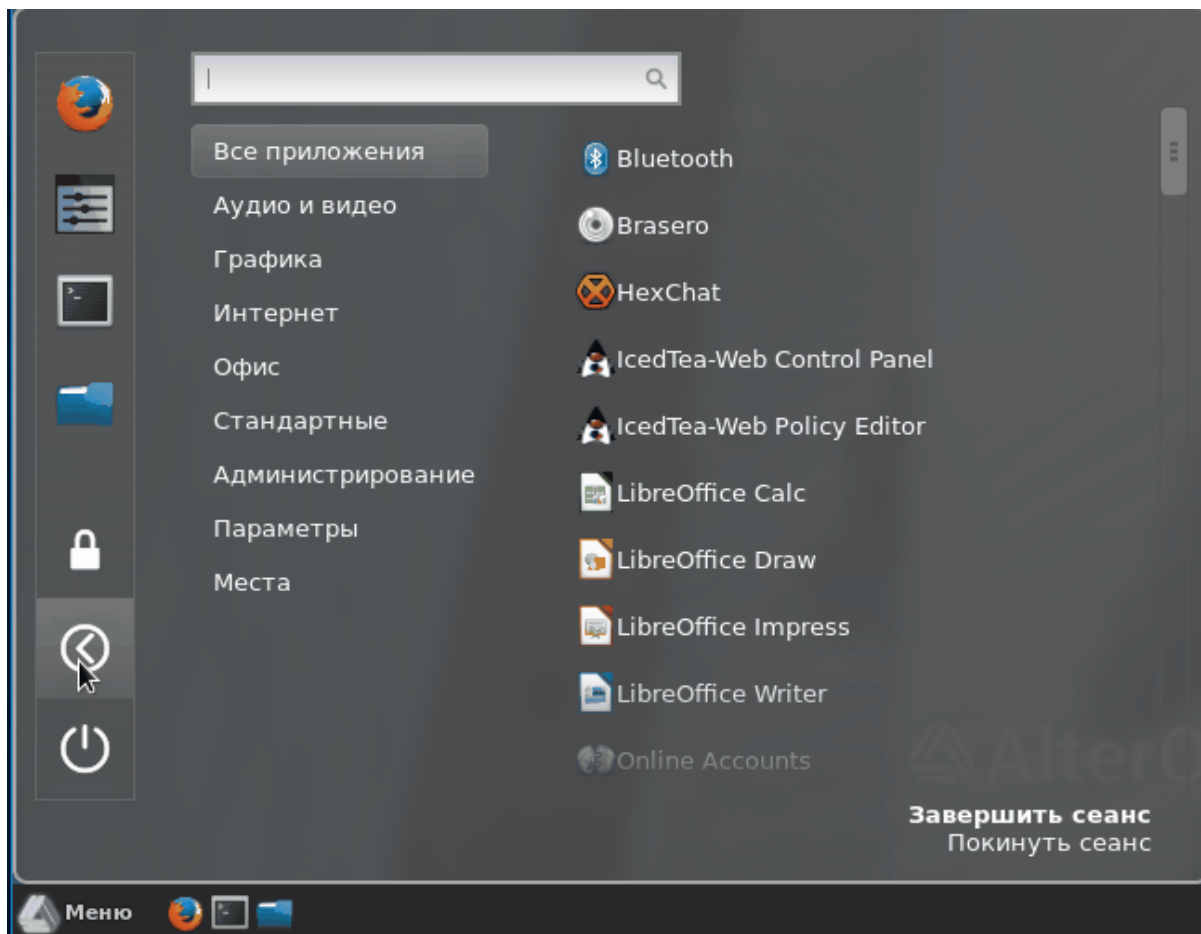 Все приложения
Аудио и видео
Графика
Интернет
Офис
Стандартные
Администрирование
Параметры
Места
Bluetooth
Brasero
HexChat
IcedTea-Web Control Panel
IcedTea-Web Policy Editor
LibreOffice Calc
LibreOffice Draw
LibreOffice Impress
LibreOffice Writer
Online Accounts
AlterO
Завершить сеанс
Покинуть сеанс
Меню